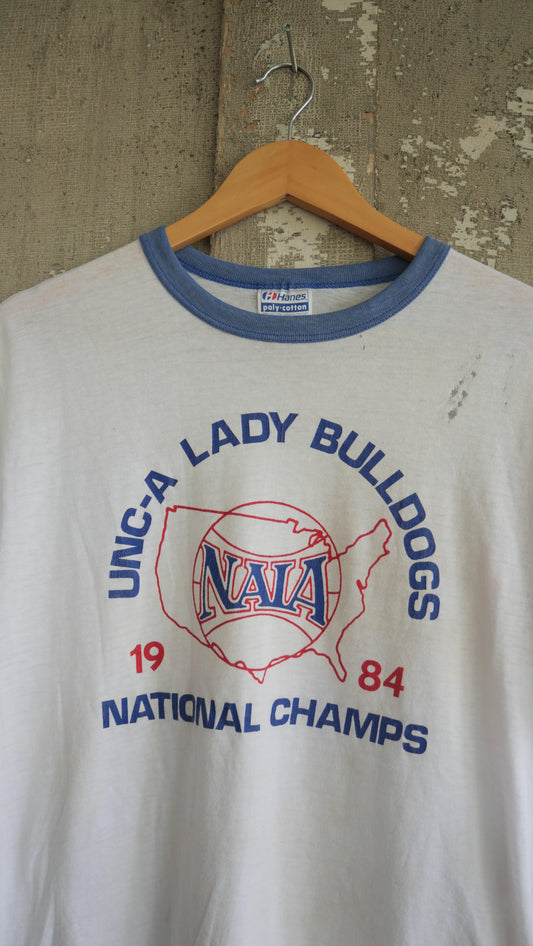 Hanes
poly-cotton
UNC-A LADY BULLDOGS
NAIA
19 84
NATIONAL CHAMPS